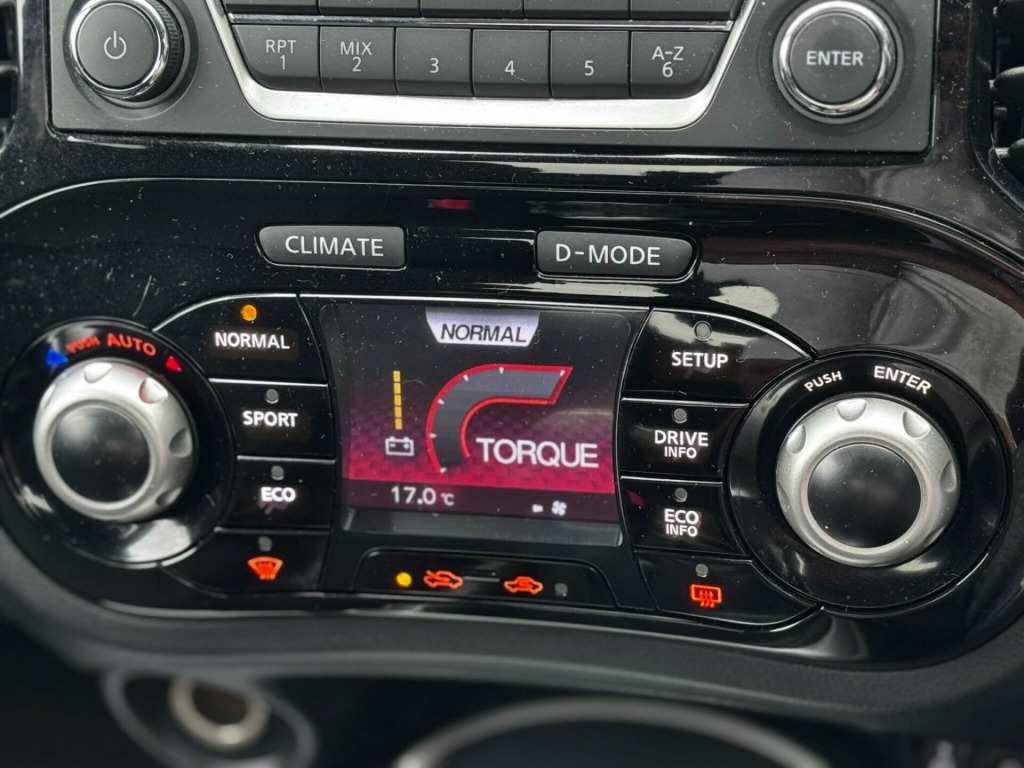 RPT
1
MIX
2
3
4
5
A-Z
6
ENTER
CLIMATE
D-MODE
PUSH AUTO
NORMAL
NORMAL
SETUP
PUSH ENTER
SPORT
DRIVE
INFO
TORQUE
ECO
17.0 °C
ECO
INFO